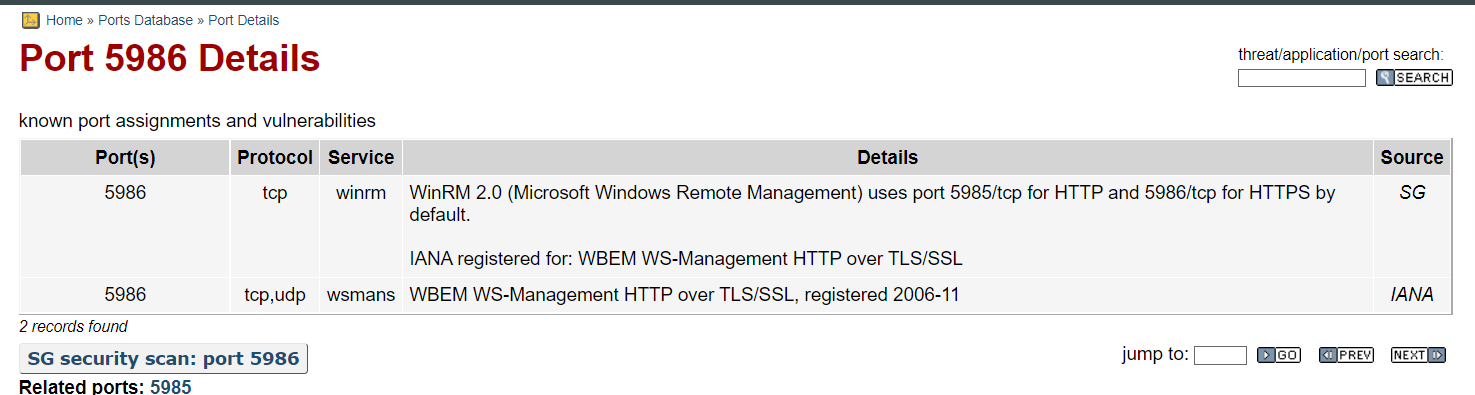 Home » Ports Database » Port Details
Port 5986 Details
threat/application/port search:
SEARCH
known port assignments and vulnerabilities
Port(s) Protocol Service Details Source
5986 tcp winrm WinRM 2.0 (Microsoft Windows Remote Management) uses port 5985/tcp for HTTP and 5986/tcp for HTTPS by SG
default.
IANA registered for: WBEM WS-Management HTTP over TLS/SSL
5986 tcp,udp wsmans WBEM WS-Management HTTP over TLS/SSL, registered 2006-11 IANA
2 records found
SG security scan: port 5986
jump to: GO PREV NEXT
Related ports: 5985